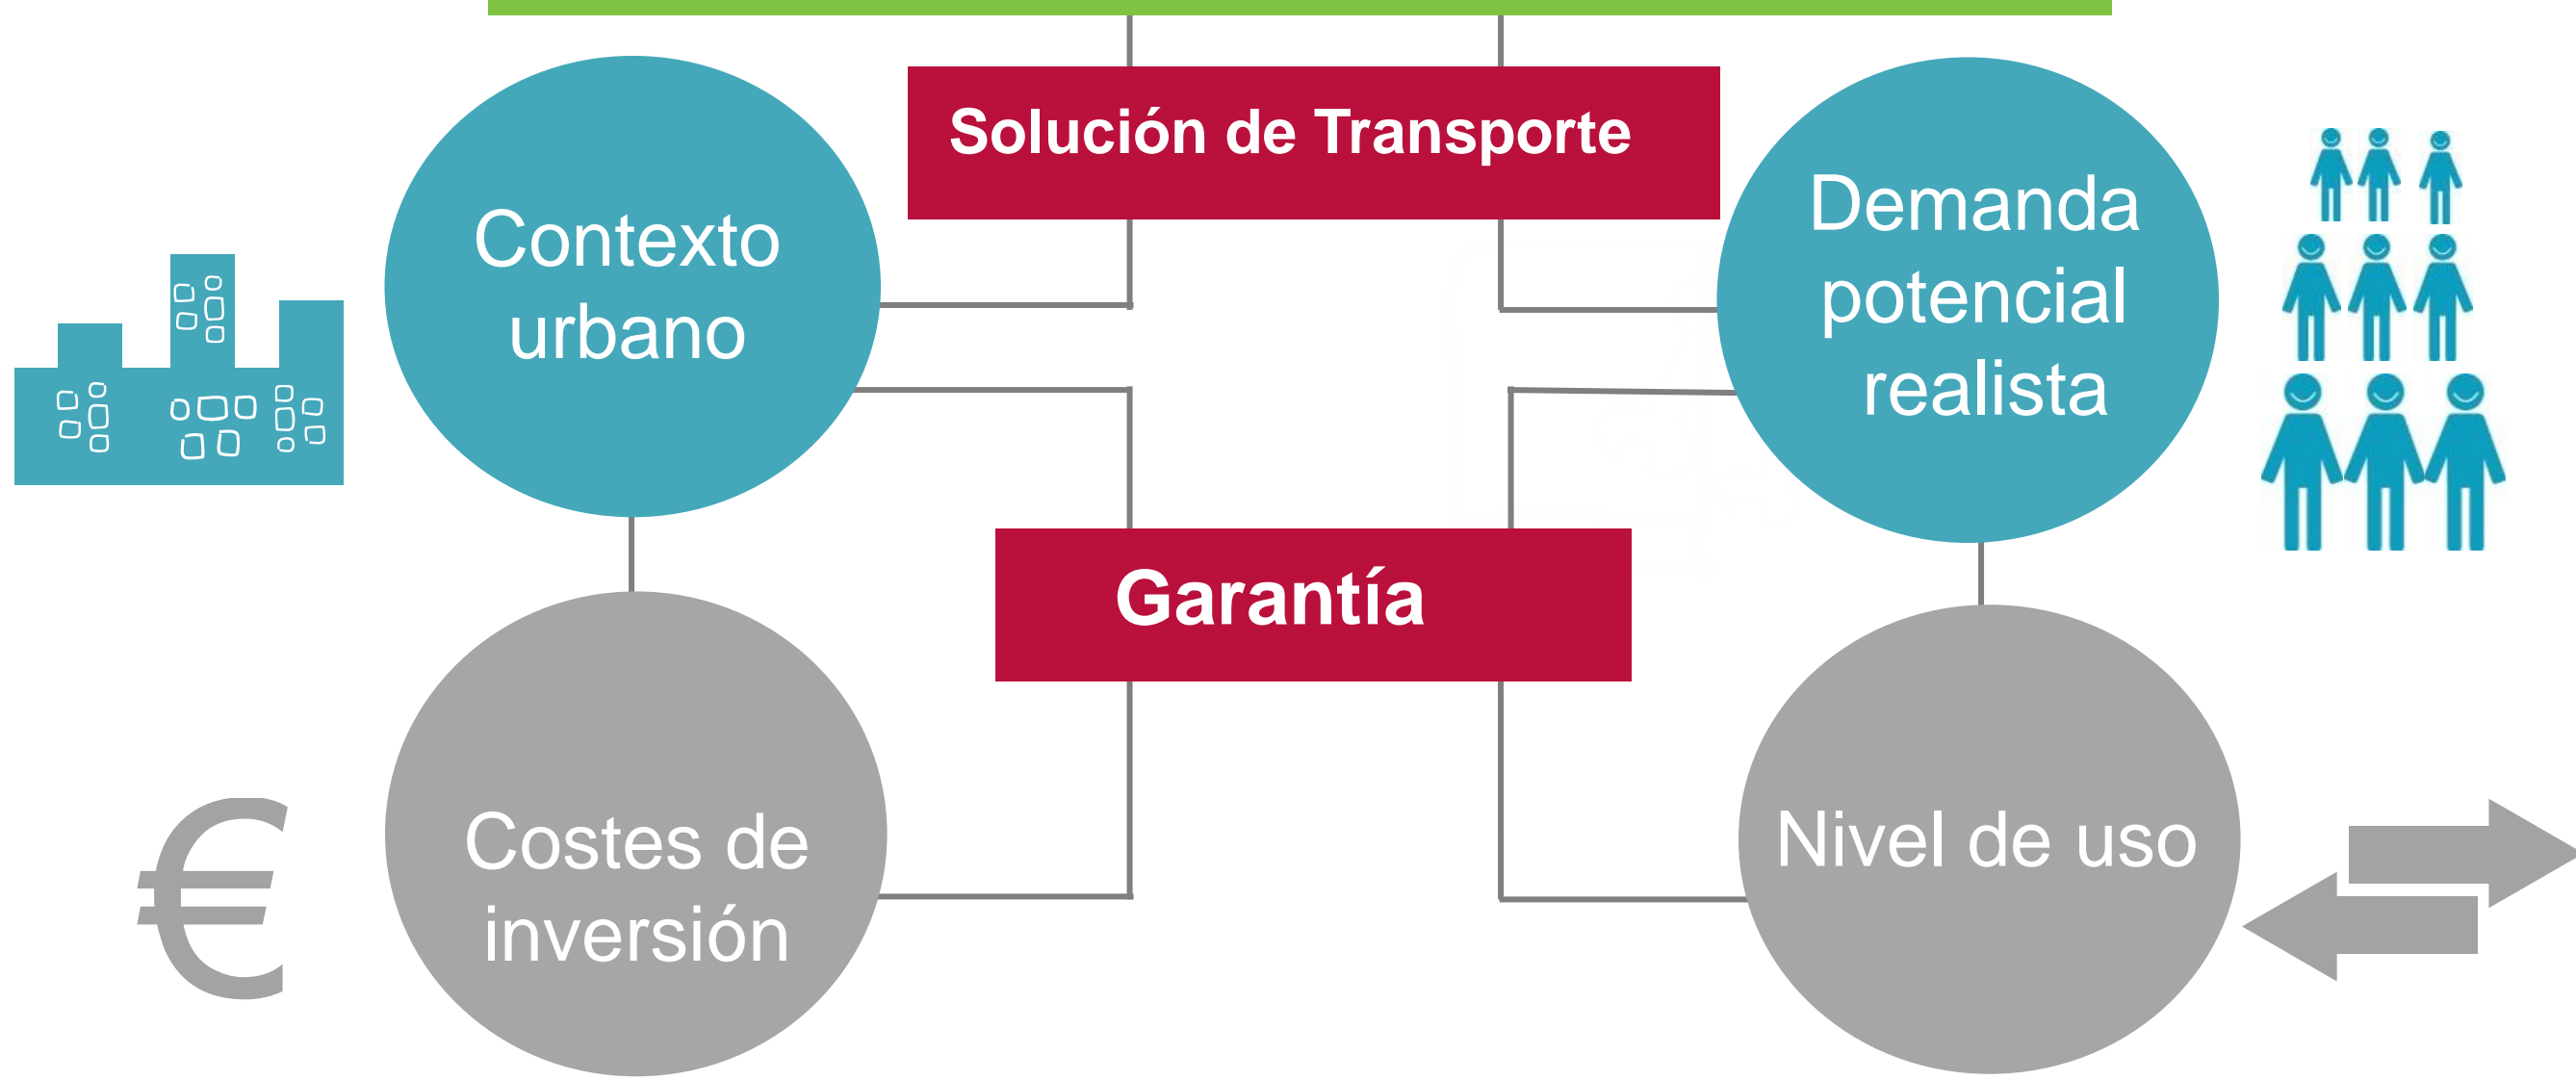 Solución de Transporte
Contexto
urbano
Demanda
potencial
realista
Garantía
Costes de
inversión
Nivel de uso
€